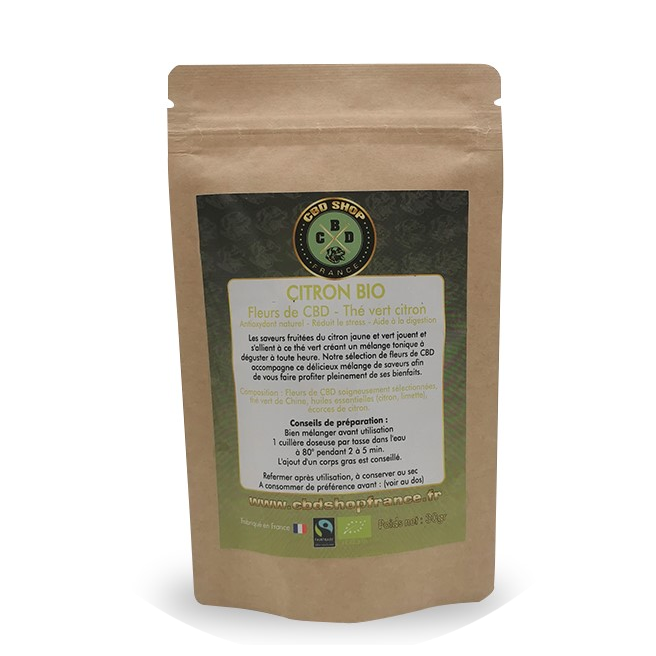 CBD SHOP
C B D
FRANCE
CITRON BIO
Fleurs de CBD - Thé vert citron
Antioxydant naturel - Réduit le stress - Aide à la digestion
Les saveurs fruitées du citron jaune et vert jouent et
s'allient à ce thé vert créant un mélange tonique à
déguster à toute heure. Notre sélection de fleurs de CBD
accompagne ce délicieux mélange de saveurs afin
de vous faire profiter pleinement de ses bienfaits.
Composition : Fleurs de CBD soigneusement sélectionnées,
thé vert de Chine, huiles essentielles (citron, limette),
écorces de citron.
Conseils de préparation :
Bien mélanger avant utilisation
1 cuillère doseuse par tasse dans l'eau
à 80° pendant 2 à 5 min.
L'ajout d'un corps gras est conseillé.
Refermer après utilisation, à conserver au sec
A consommer de préférence avant : (voir au dos)
www.cbdshopfrance.fr
Fabriqué en France
FAIRTRADE
Poids net :